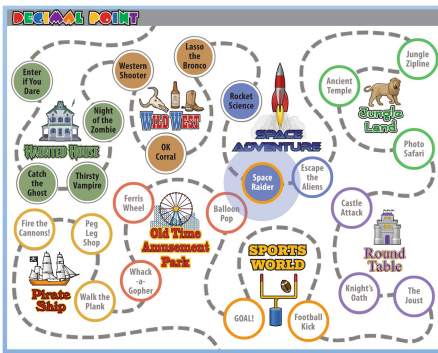 DECIMAL POINT
Enter
if You
Dare
Night
of the
Zombie
HAUNTED HOUSE
Catch
the
Ghost
Thirsty
Vampire
Western
Shooter
Lasso
the
Bronco
WILD WEST
OK
Corral
Rocket
Science
SPACE
ADVENTURE
Space
Raider
Escape
the
Aliens
Jungle
Zipline
Ancient
Temple
Jungle
Land
Photo
Safari
Fire the
Cannons!
Peg
Leg
Shop
Pirate
Ship
Walk the
Plank
Ferris
Wheel
Balloon
Pop
Old Time
Amusement
Park
Whack
-a-
Gopher
SPORTS
WORLD
GOAL!
Football
Kick
Castle
Attack
Round
Table
Knight's
Oath
The
Joust